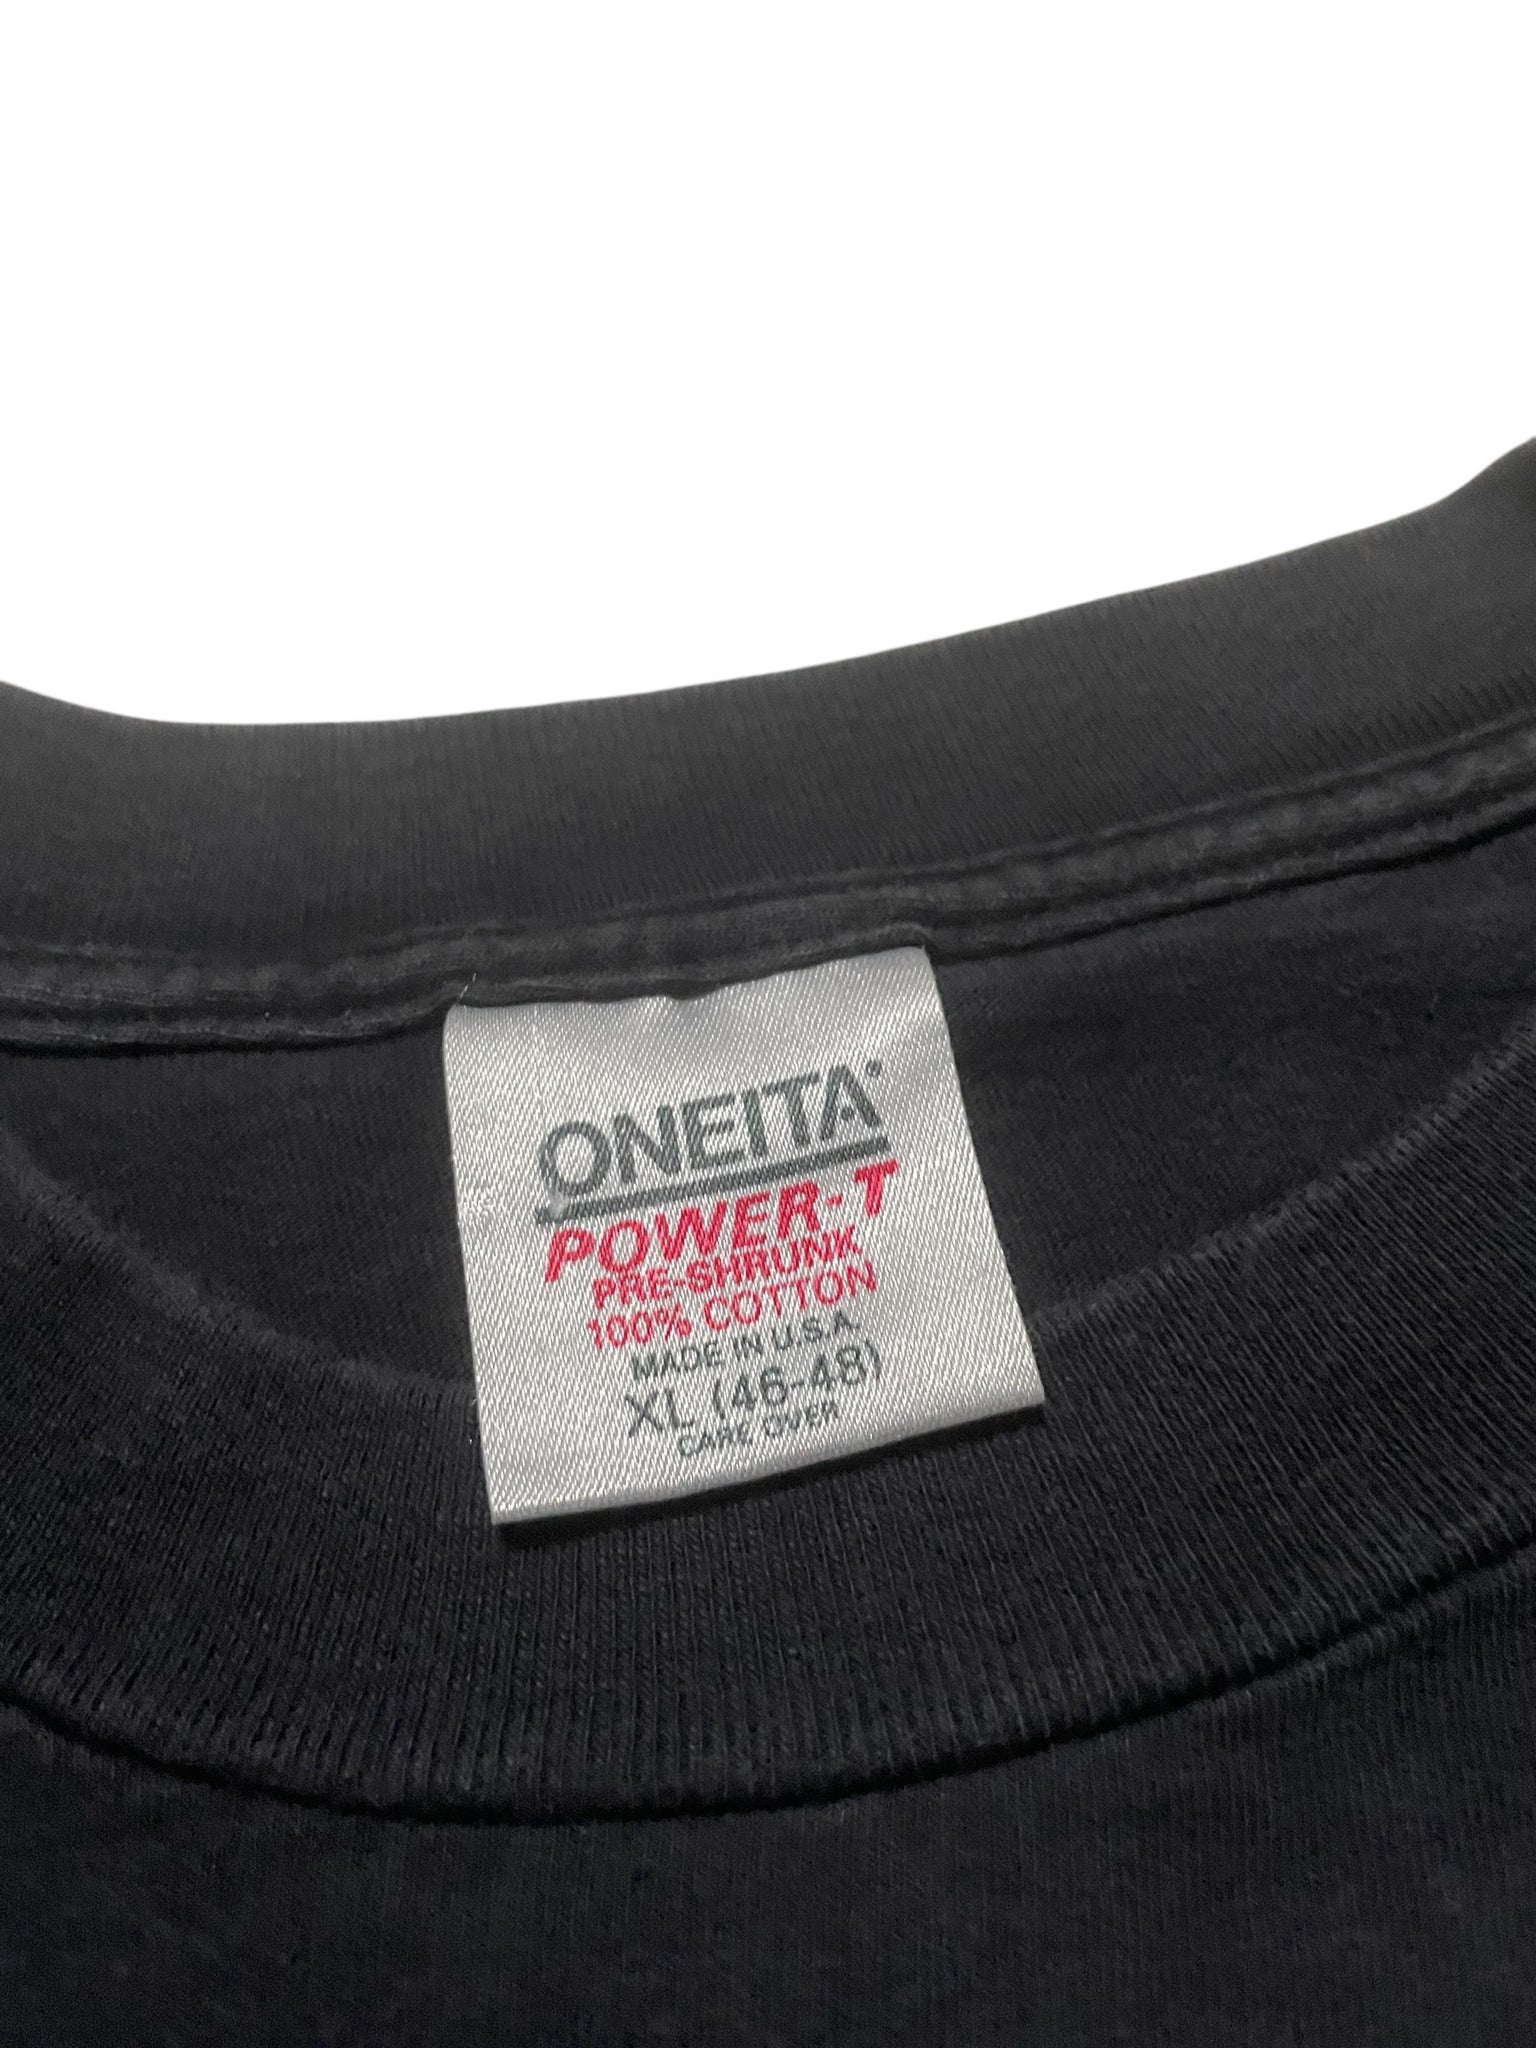 ONEITA
POWER-T
PRE-SHRUNK
100% COTTON
MADE IN U.S.A.
XL (46-48)
CARE OVER